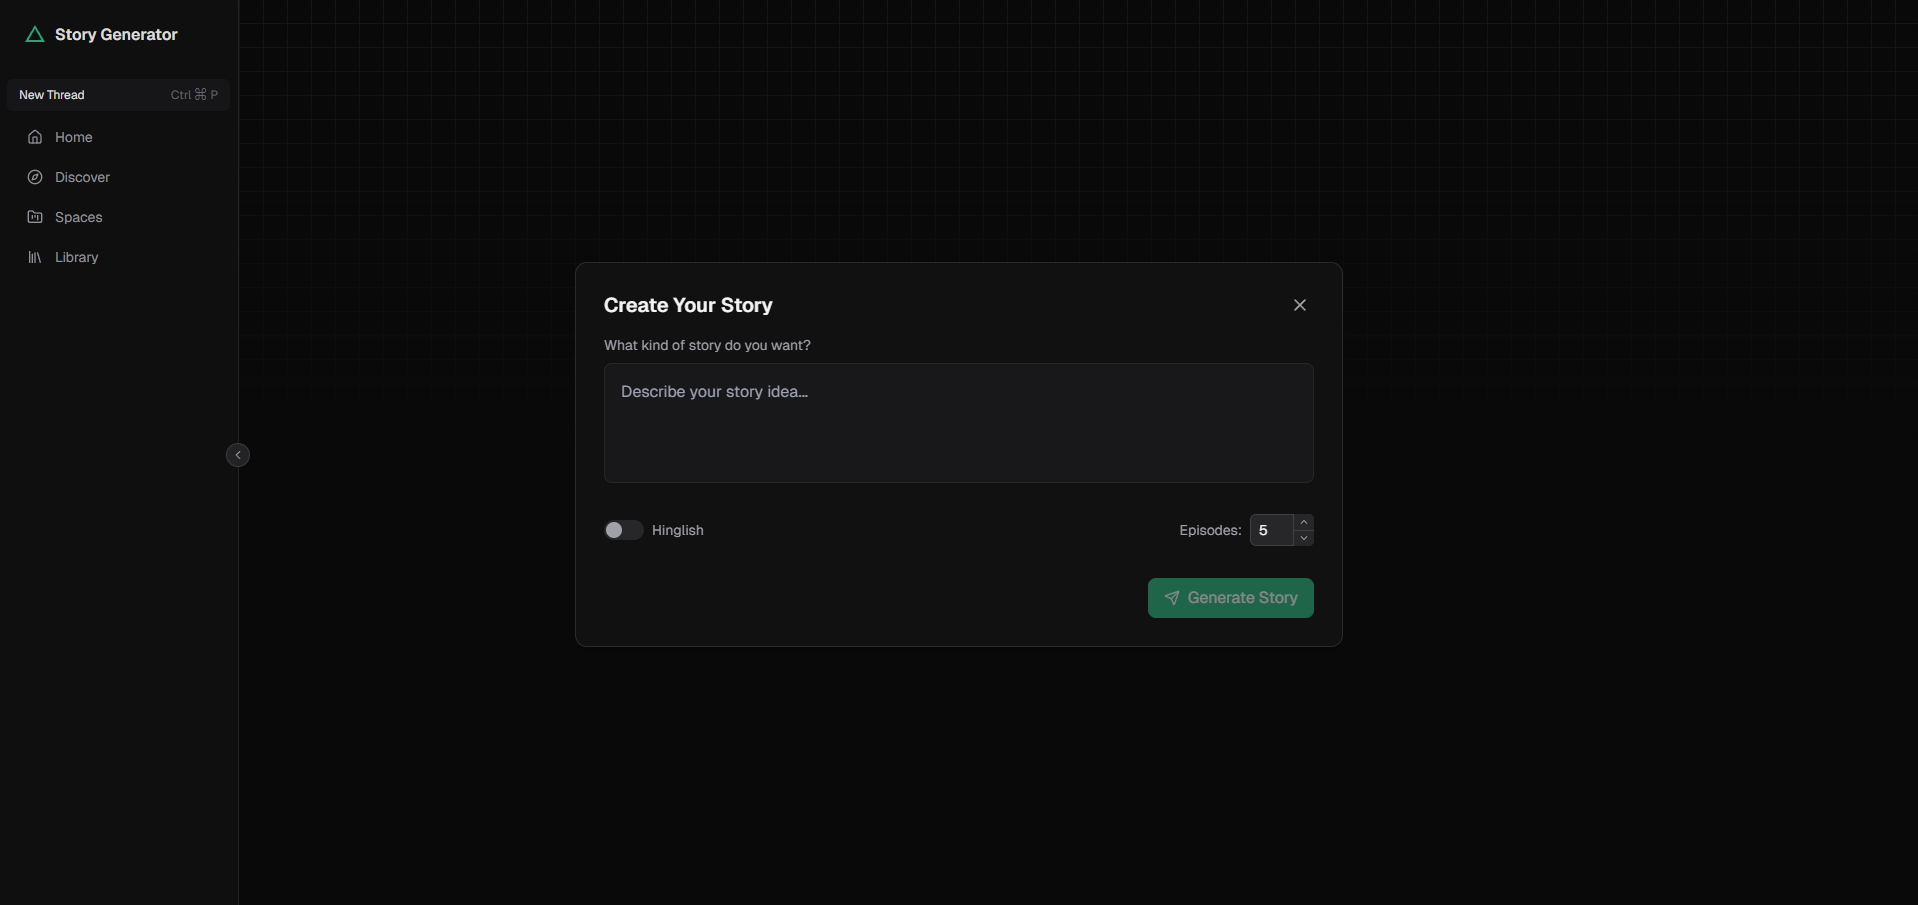 Story Generator
New Thread Ctrl ⌘ P
Home
Discover
Spaces
Library
Create Your Story
What kind of story do you want?
Describe your story idea...
Hinglish Episodes: 5
Generate Story